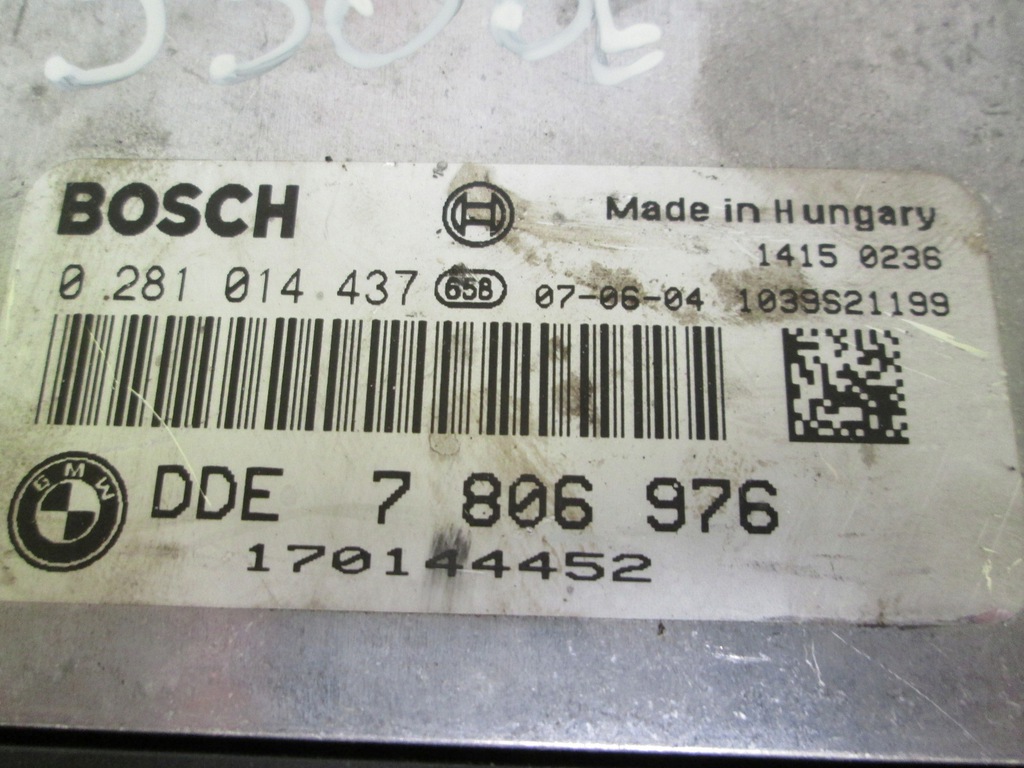 BOSCH
Made in Hungary
1415 0236
0 281 014 437 658 07-06-04 1039S21199
BMW
DDE 7 806 976
170144452